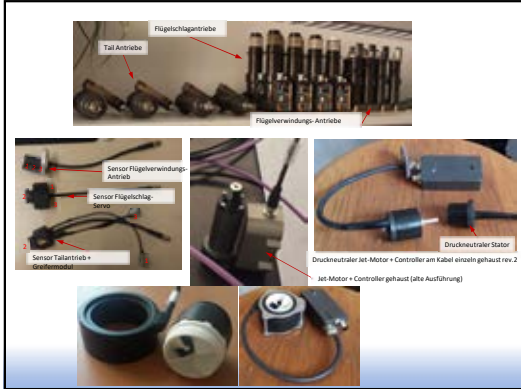 Flügelschlagantriebe
Tail Antriebe
Flügelverwindungs- Antriebe
Sensor Flügelverwindungs-
Antrieb
Sensor Flügelschlag-
Servo
Sensor Tailantrieb +
Greifermodul
2
Druckneutraler Stator
Druckneutraler Jet-Motor + Controller am Kabel einzeln gehaust rev.2
Jet-Motor + Controller gehaust (alte Ausführung)